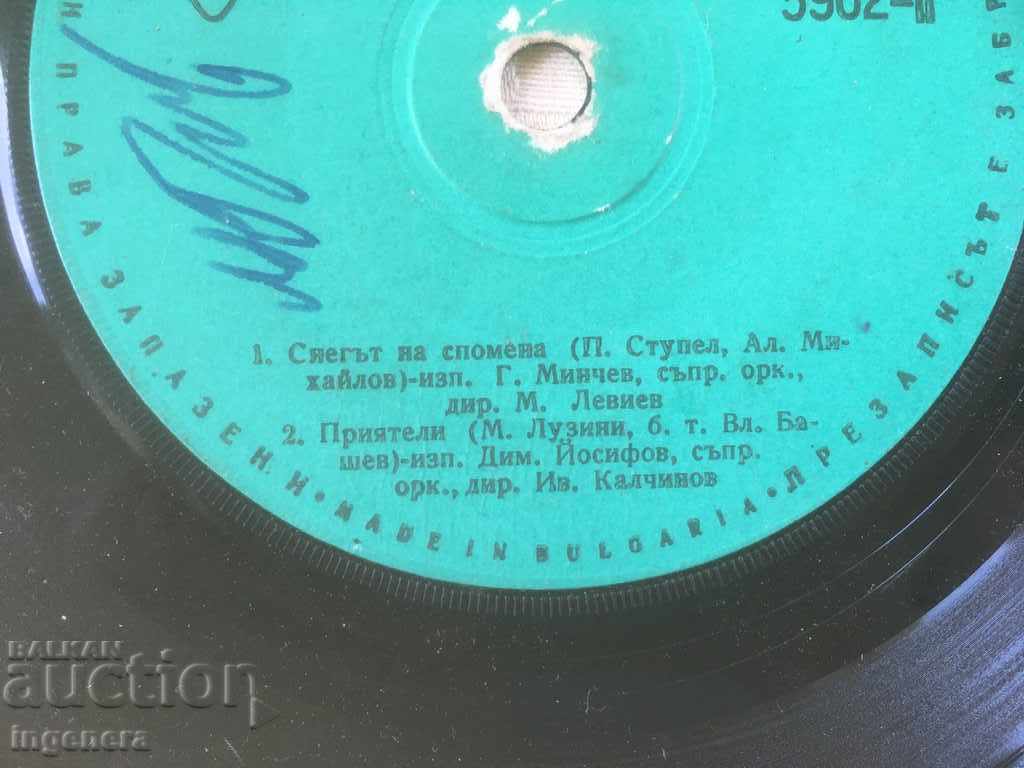 5962-II
1. Снегът на спомена (П. Ступел, Ал. Ми-
хайлов)-изп. Г. Минчев, съпр. орк.,
дир. М. Левиев
2. Приятели (М. Лузини, б. т. Вл. Ба-
шев)-изп. Дим. Йосифов, съпр.
орк., дир. Ив. Калчинов
ПРАВА ЗАПАЗЕНИ • MADE IN BULGARIA • ПРЕЗАПИСЪТ Е ЗАБР
BALKAN
auction
ingenera